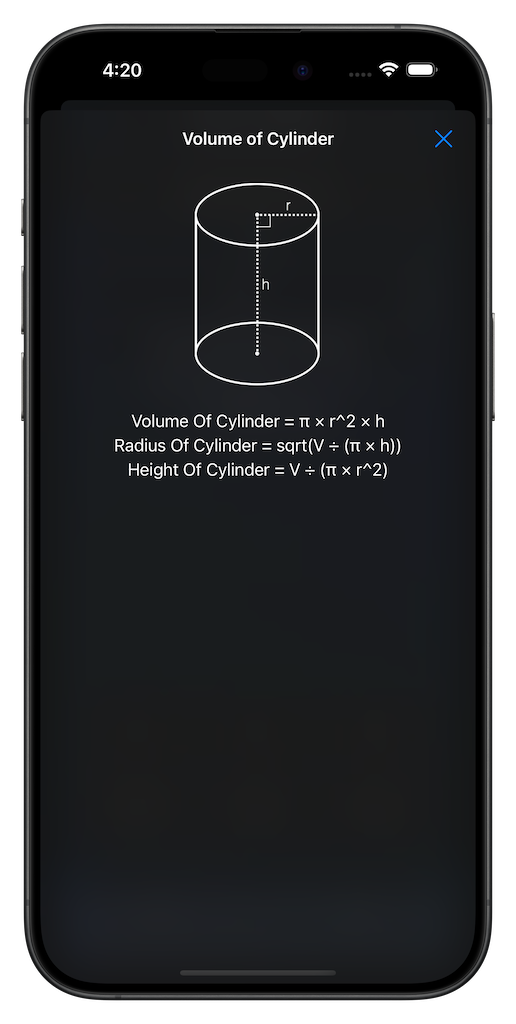 4:20
Volume of Cylinder
r
h
Volume Of Cylinder = π × r^2 × h
Radius Of Cylinder = sqrt(V ÷ (π × h))
Height Of Cylinder = V ÷ (π × r^2)